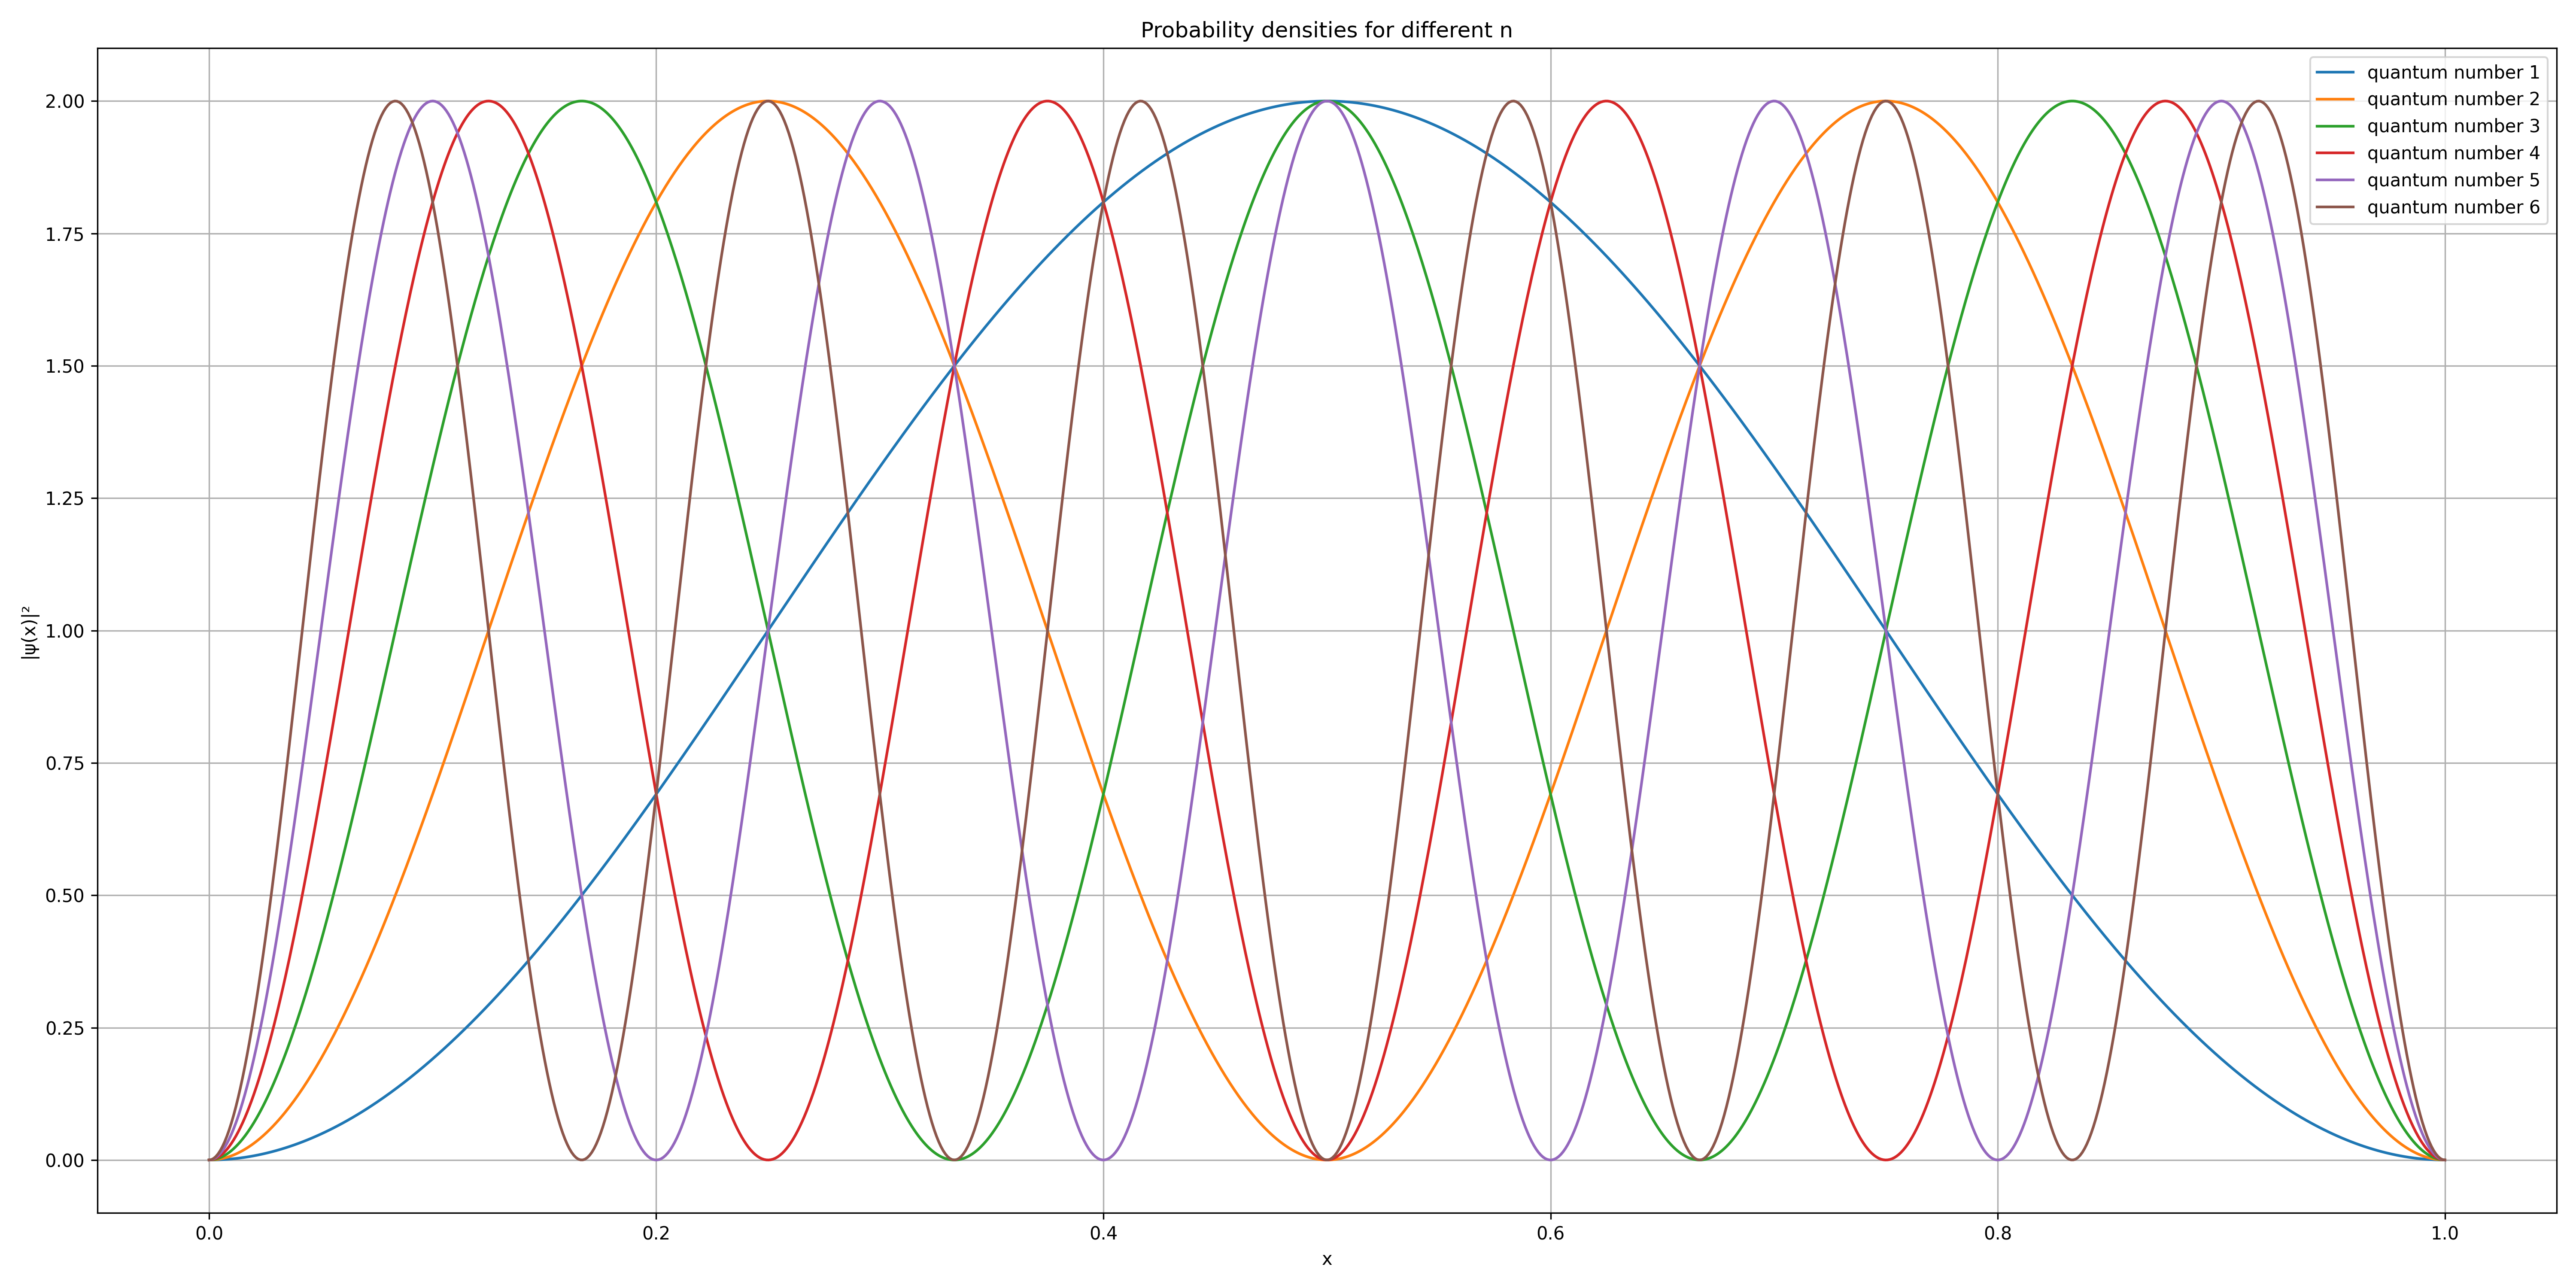 Probability densities for different n
quantum number 1
quantum number 2
quantum number 3
quantum number 4
quantum number 5
quantum number 6
2.00
1.75
1.50
1.25
1.00
0.75
0.50
0.25
0.00
|ψ(x)|²
0.0 0.2 0.4 0.6 0.8 1.0
x